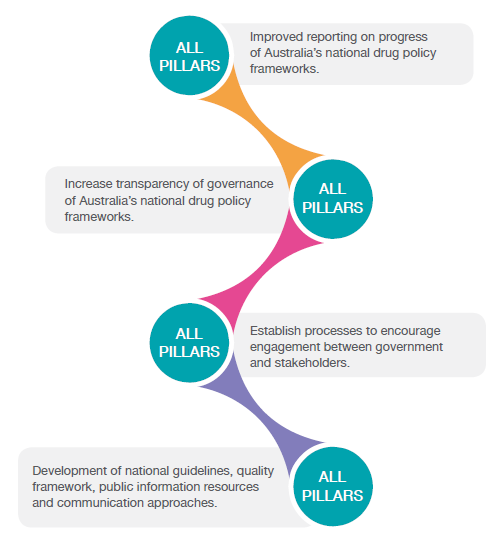 ALL
PILLARS
Improved reporting on progress
of Australia's national drug policy
frameworks.
Increase transparency of governance
of Australia's national drug policy
frameworks.
ALL
PILLARS
ALL
PILLARS
Establish processes to encourage
engagement between government
and stakeholders.
Development of national guidelines, quality
framework, public information resources
and communication approaches.
ALL
PILLARS